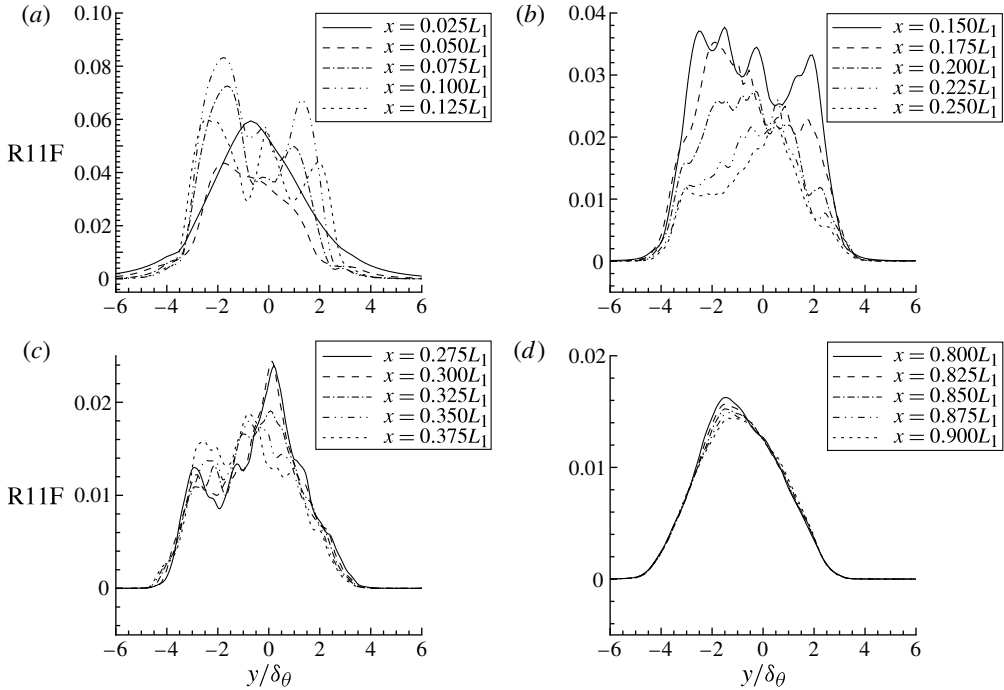 (a)
0.10
0.08
0.06
0.04
0.02
0
R11F
−6 −4 −2 0 2 4 6
y/δθ
x = 0.025L1
x = 0.050L1
x = 0.075L1
x = 0.100L1
x = 0.125L1
(b)
0.04
0.03
0.02
0.01
0
−6 −4 −2 0 2 4 6
y/δθ
x = 0.150L1
x = 0.175L1
x = 0.200L1
x = 0.225L1
x = 0.250L1
(c)
0.02
0.01
0
R11F
−6 −4 −2 0 2 4 6
y/δθ
x = 0.275L1
x = 0.300L1
x = 0.325L1
x = 0.350L1
x = 0.375L1
(d)
0.02
0.01
0
−6 −4 −2 0 2 4 6
y/δθ
x = 0.800L1
x = 0.825L1
x = 0.850L1
x = 0.875L1
x = 0.900L1